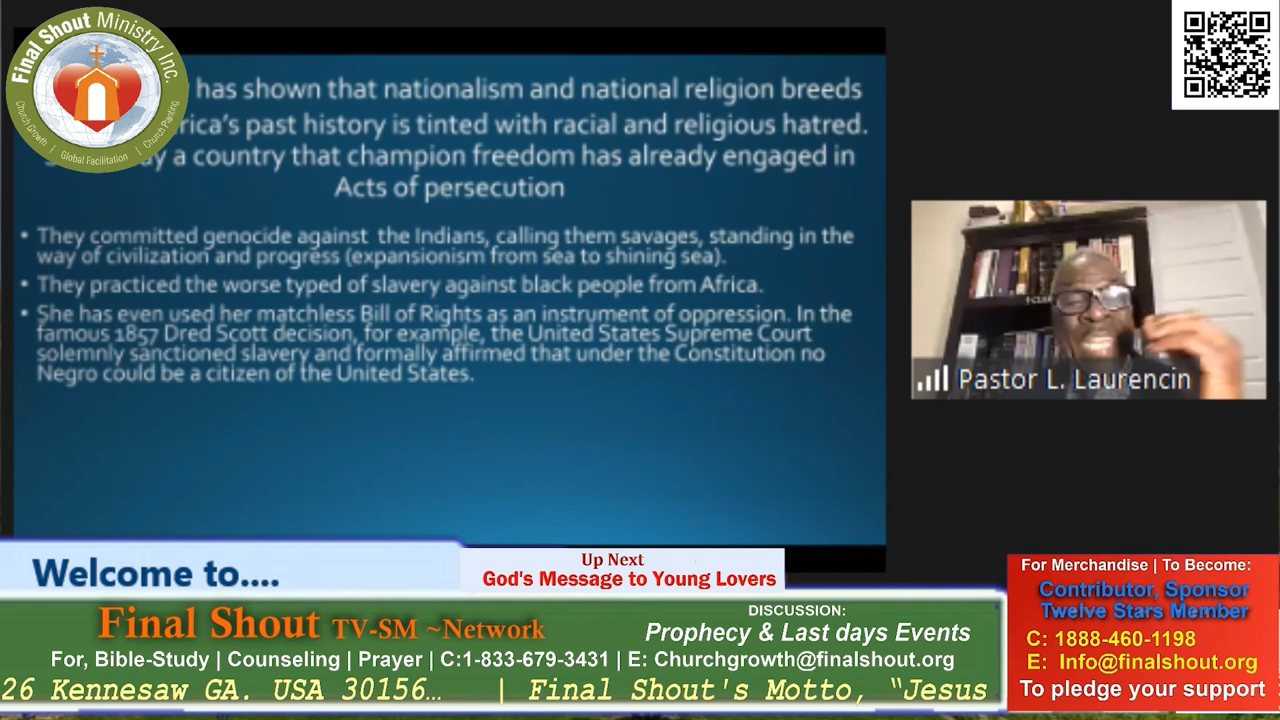 Final Shout Ministry Inc.
Church Growth | Global Facilitation | Church Planting
has shown that nationalism and national religion breeds
rica's past history is tinted with racial and religious hatred.
y a country that champion freedom has already engaged in
Acts of persecution
• They committed genocide against the Indians, calling them savages, standing in the
way of civilization and progress (expansionism from sea to shining sea).
• They practiced the worse typed of slavery against black people from Africa.
• She has even used her matchless Bill of Rights as an instrument of oppression. In the
famous 1857 Dred Scott decision, for example, the United States Supreme Court
solemnly sanctioned slavery and formally affirmed that under the Constitution no
Negro could be a citizen of the United States.
Pastor L. Laurencin
Welcome to....
Up Next
God's Message to Young Lovers
Final Shout TV-SM ~Network
DISCUSSION:
Prophecy & Last days Events
For, Bible-Study | Counseling | Prayer | C:1-833-679-3431 | E: Churchgrowth@finalshout.org
26 Kennesaw GA. USA 30156… | Final Shout's Motto, “Jesus
For Merchandise | To Become:
Contributor, Sponsor
Twelve Stars Member
C: 1888-460-1198
E: Info@finalshout.org
To pledge your support